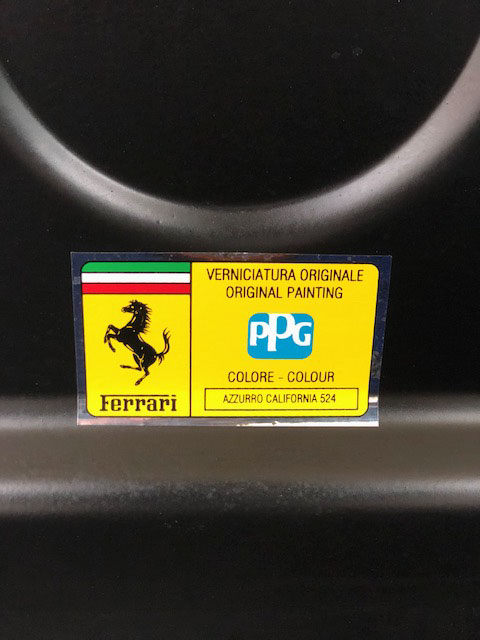 VERNICIATURA ORIGINALE
ORIGINAL PAINTING
PPG
COLORE - COLOUR
AZZURRO CALIFORNIA 524
Ferrari